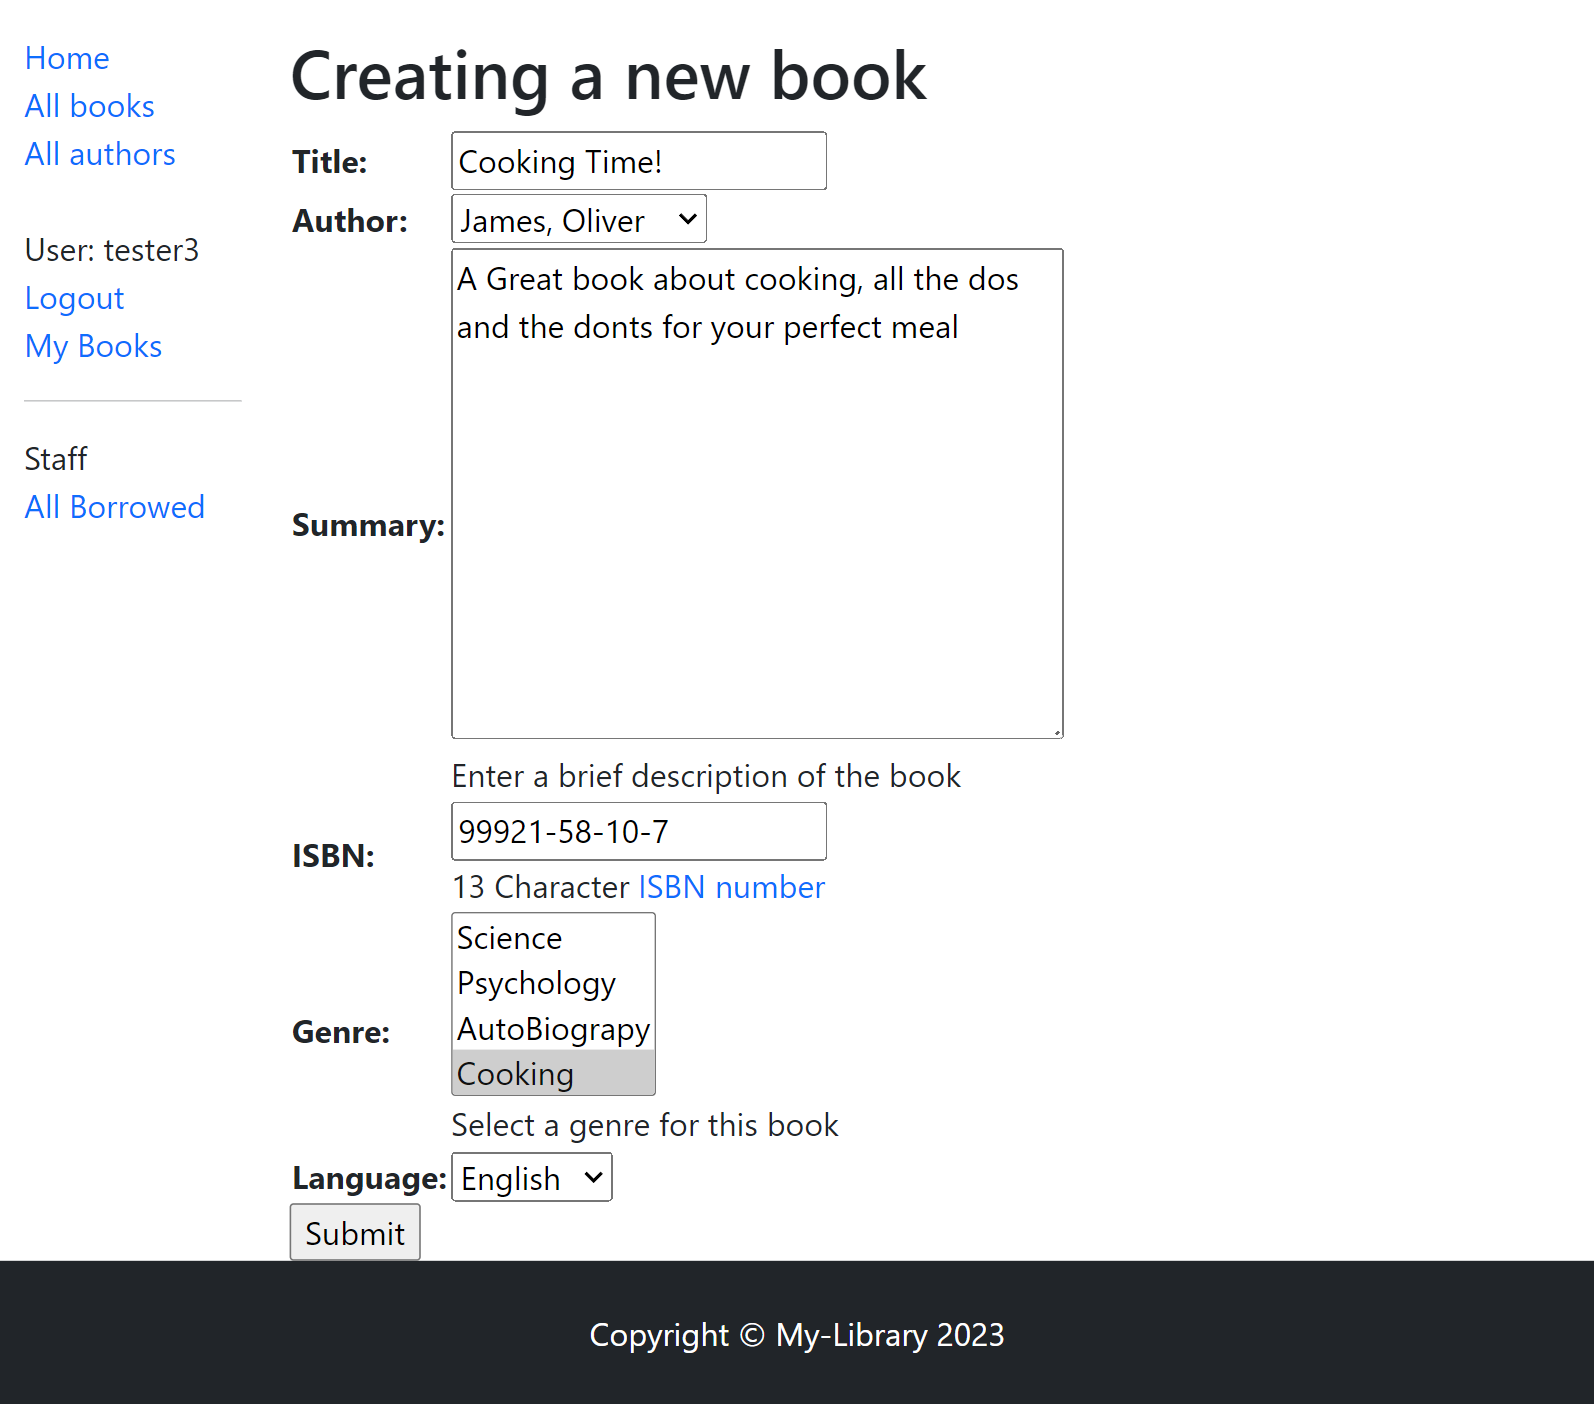 Home
All books
All authors
User: tester3
Logout
My Books
Staff
All Borrowed
Creating a new book
Title: Cooking Time!
Author: James, Oliver
Summary: A Great book about cooking, all the dos
and the donts for your perfect meal
Enter a brief description of the book
ISBN: 99921-58-10-7
13 Character ISBN number
Genre: Science
Psychology
AutoBiograpy
Cooking
Select a genre for this book
Language: English
Submit
Copyright © My-Library 2023